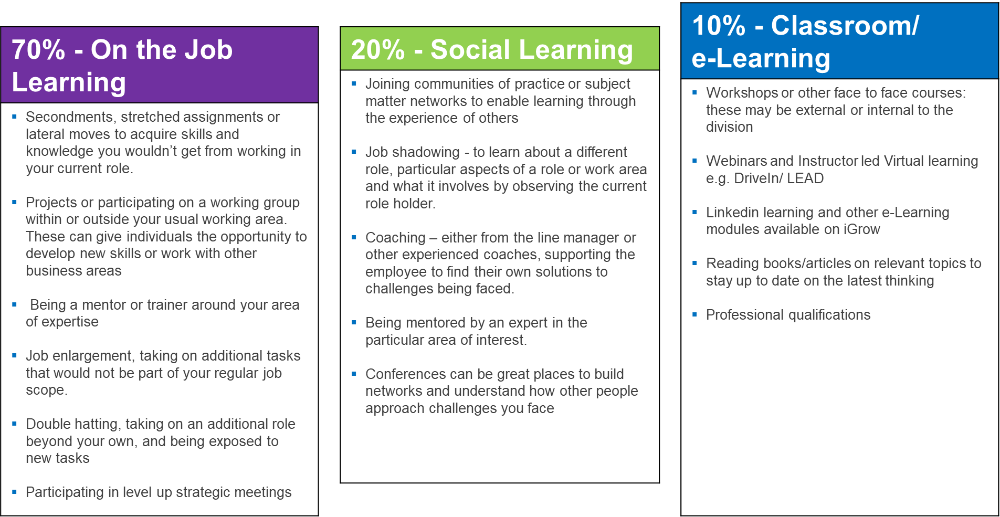 70% - On the Job
Learning
▪ Secondments, stretched assignments or
lateral moves to acquire skills and
knowledge you wouldn’t get from working in
your current role.
▪ Projects or participating on a working group
within or outside your usual working area.
These can give individuals the opportunity to
develop new skills or work with other
business areas
▪ Being a mentor or trainer around your area
of expertise
▪ Job enlargement, taking on additional tasks
that would not be part of your regular job
scope.
▪ Double hatting, taking on an additional role
beyond your own, and being exposed to
new tasks
▪ Participating in level up strategic meetings
20% - Social Learning
▪ Joining communities of practice or subject
matter networks to enable learning through
the experience of others
▪ Job shadowing - to learn about a different
role, particular aspects of a role or work area
and what it involves by observing the current
role holder.
▪ Coaching – either from the line manager or
other experienced coaches, supporting the
employee to find their own solutions to
challenges being faced.
▪ Being mentored by an expert in the
particular area of interest.
▪ Conferences can be great places to build
networks and understand how other people
approach challenges you face
10% - Classroom/
e-Learning
▪ Workshops or other face to face courses:
these may be external or internal to the
division
▪ Webinars and Instructor led Virtual learning
e.g. DriveIn/ LEAD
▪ Linkedin learning and other e-Learning
modules available on iGrow
▪ Reading books/articles on relevant topics to
stay up to date on the latest thinking
▪ Professional qualifications